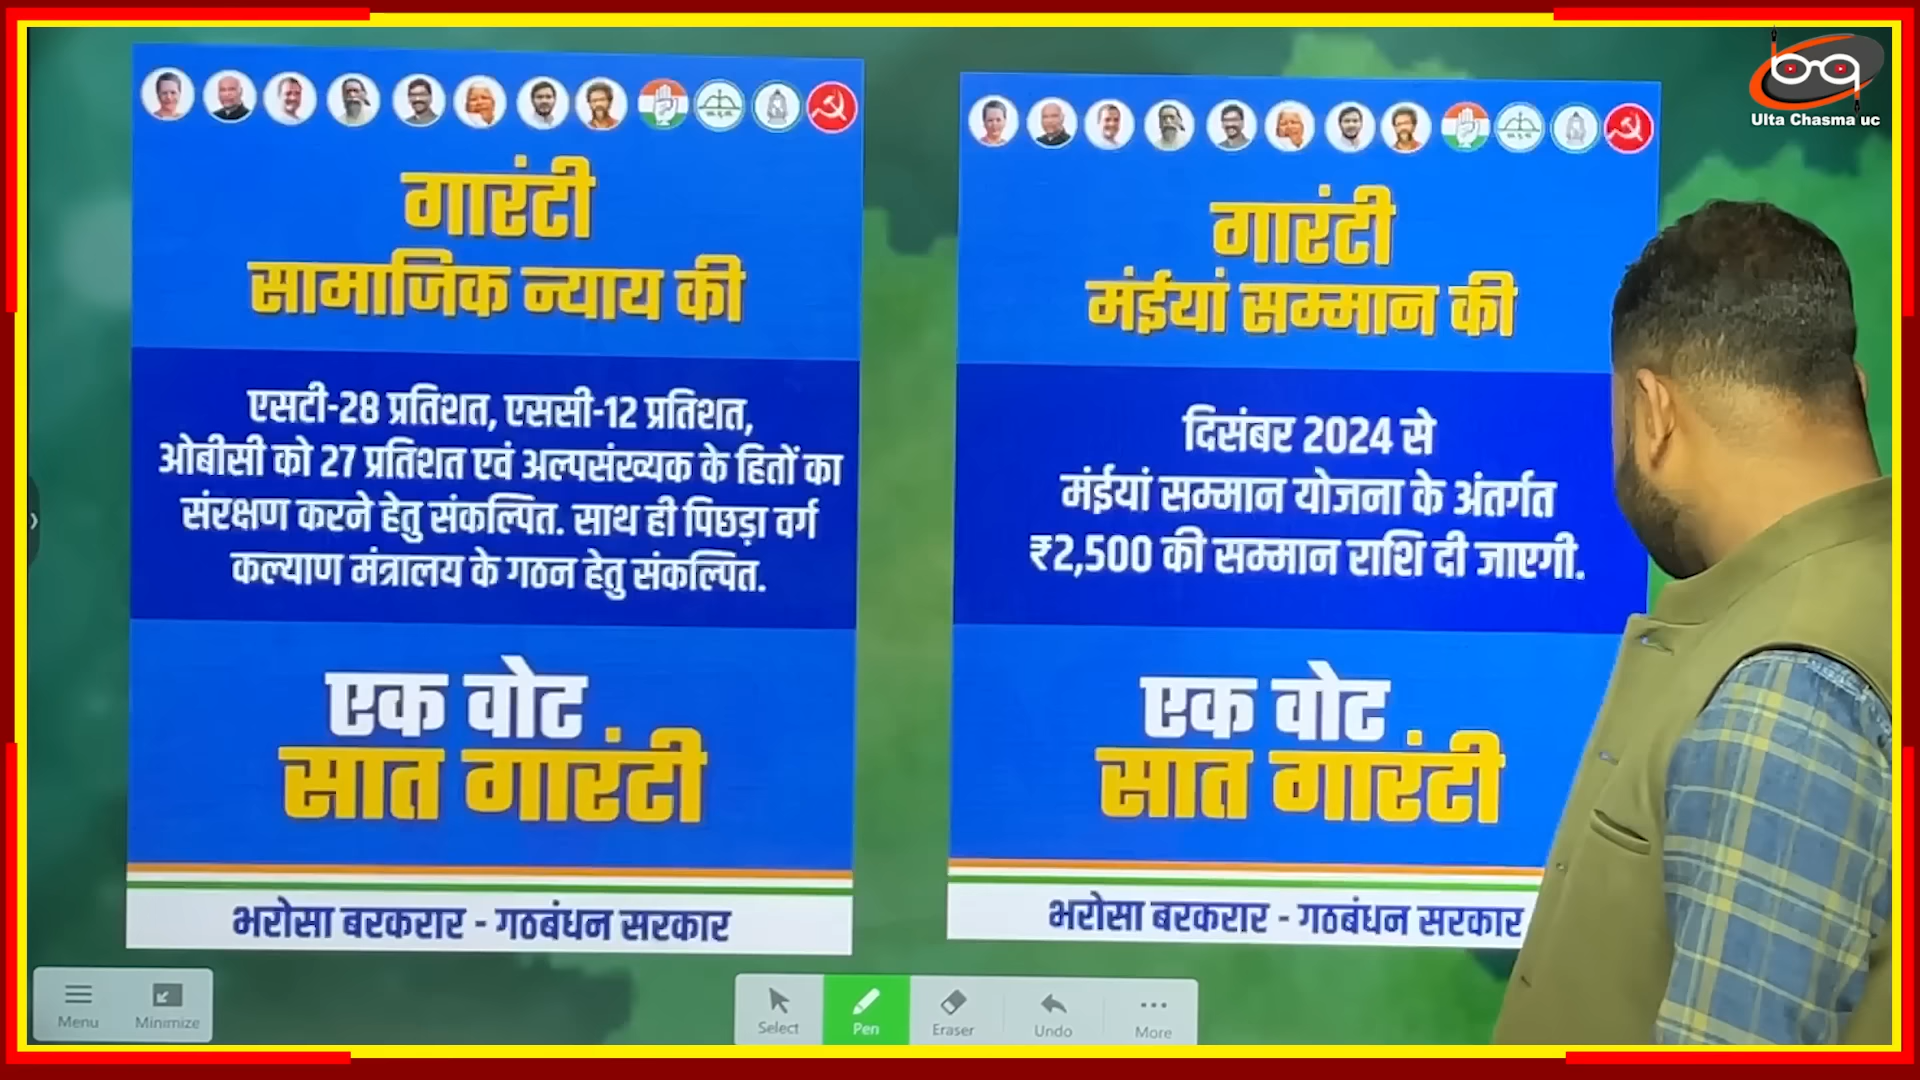 Ulta Chasma uc
गारंटी
सामाजिक न्याय की
एसटी-28 प्रतिशत, एससी-12 प्रतिशत,
ओबीसी को 27 प्रतिशत एवं अल्पसंख्यक के हितों का
संरक्षण करने हेतु संकल्पित. साथ ही पिछड़ा वर्ग
कल्याण मंत्रालय के गठन हेतु संकल्पित.
एक वोट
सात गारंटी
भरोसा बरकरार - गठबंधन सरकार
गारंटी
मंईयां सम्मान की
दिसंबर 2024 से
मंईयां सम्मान योजना के अंतर्गत
₹2,500 की सम्मान राशि दी जाएगी.
एक वोट
सात गारंटी
भरोसा बरकरार - गठबंधन सरकार
Menu
Minimize
Select
Pen
Eraser
Undo
More